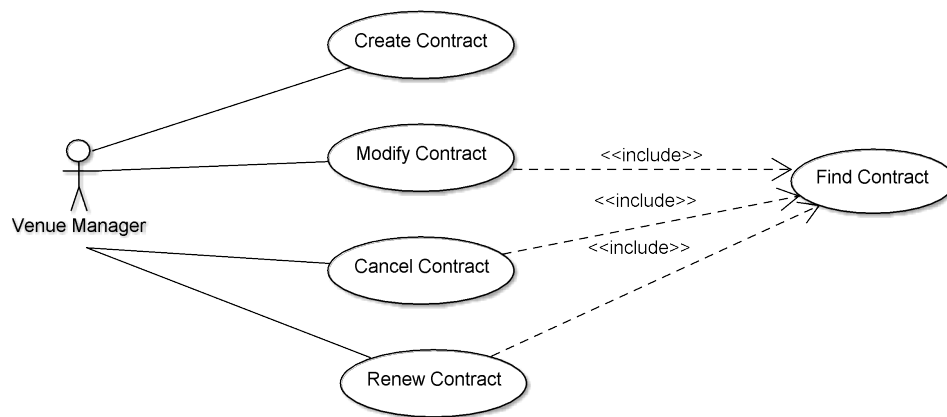 Create Contract
Modify Contract
<<include>>
Find Contract
<<include>>
Venue Manager
<<include>>
Cancel Contract
Renew Contract